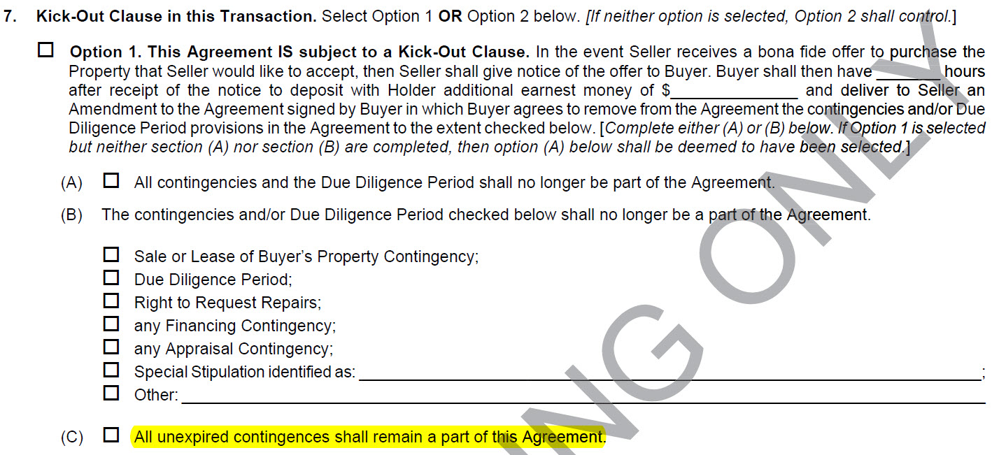 7. Kick-Out Clause in this Transaction. Select Option 1 OR Option 2 below. [If neither option is selected, Option 2 shall control.]
Option 1. This Agreement IS subject to a Kick-Out Clause. In the event Seller receives a bona fide offer to purchase the
Property that Seller would like to accept, then Seller shall give notice of the offer to Buyer. Buyer shall then have_______hours
after receipt of the notice to deposit with Holder additional earnest money of $______________ and deliver to Seller an
Amendment to the Agreement signed by Buyer in which Buyer agrees to remove from the Agreement the contingencies and/or Due
Diligence Period provisions in the Agreement to the extent checked below. [Complete either (A) or (B) below. If Option 1 is selected
but neither section (A) nor section (B) are completed, then option (A) below shall be deemed to have been selected.]
(A) All contingencies and the Due Diligence Period shall no longer be part of the Agreement.
(B) The contingencies and/or Due Diligence Period checked below shall no longer be a part of the Agreement.
Sale or Lease of Buyer’s Property Contingency;
Due Diligence Period;
Right to Request Repairs;
any Financing Contingency;
any Appraisal Contingency;
Special Stipulation identified as: ;
Other:
(C) All unexpired contingences shall remain a part of this Agreement.
ING ONLY